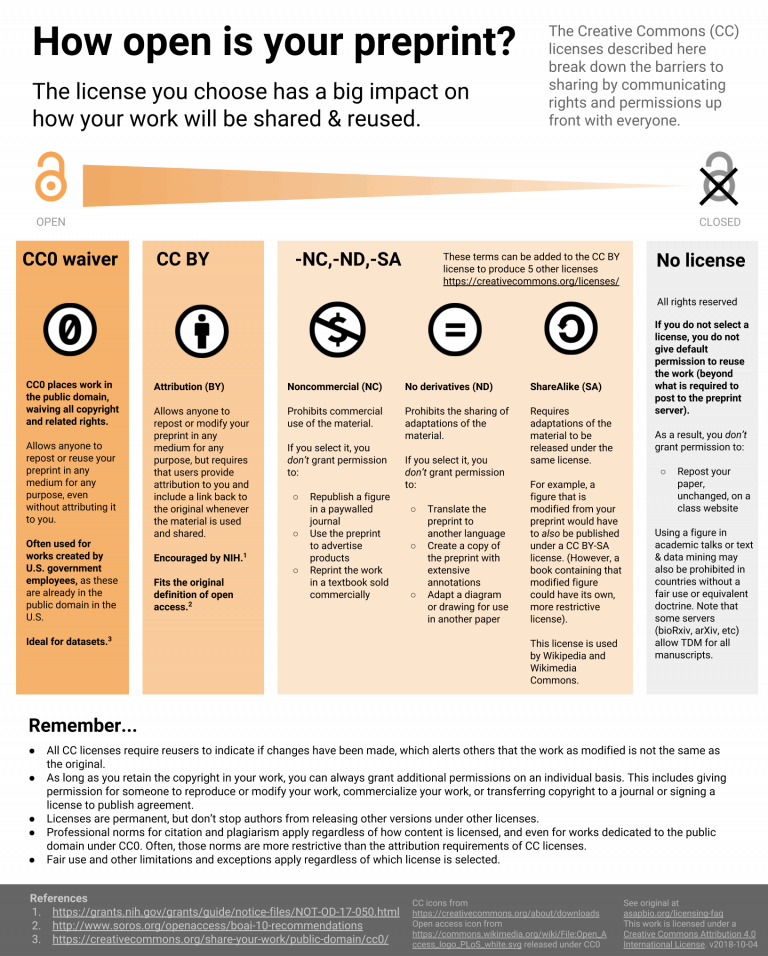 How open is your preprint?
The license you choose has a big impact on
how your work will be shared & reused.
The Creative Commons (CC)
licenses described here
break down the barriers to
sharing by communicating
rights and permissions up
front with everyone.
OPEN
CLOSED
CC0 waiver
0
CC0 places work in
the public domain,
waiving all copyright
and related rights.
Allows anyone to
repost or reuse your
preprint in any
medium for any
purpose, even
without attributing it
to you.
Often used for
works created by
U.S. government
employees, as these
are already in the
public domain in the
U.S.
Ideal for datasets.3
CC BY
Attribution (BY)
Allows anyone to
repost or modify your
preprint in any
medium for any
purpose, but requires
that users provide
attribution to you and
include a link back to
the original whenever
the material is used
and shared.
Encouraged by NIH.1
Fits the original
definition of open
access.2
-NC,-ND,-SA
These terms can be added to the CC BY
license to produce 5 other licenses
https://creativecommons.org/licenses/
$
Noncommercial (NC)
Prohibits commercial
use of the material.
If you select it, you
don't grant permission
to:
○ Republish a figure
in a paywalled
journal
○ Use the preprint
to advertise
products
○ Reprint the work
in a textbook sold
commercially
=
No derivatives (ND)
Prohibits the sharing of
adaptations of the
material.
If you select it, you
don't grant permission
to:
○ Translate the
preprint to
another language
○ Create a copy of
the preprint with
extensive
annotations
○ Adapt a diagram
or drawing for use
in another paper
ShareAlike (SA)
Requires
adaptations of the
material to be
released under the
same license.
For example, a
figure that is
modified from your
preprint would have
to also be published
under a CC BY-SA
license. (However, a
book containing that
modified figure
could have its own,
more restrictive
license).
This license is used
by Wikipedia and
Wikimedia
Commons.
No license
All rights reserved
If you do not select a
license, you do not
give default
permission to reuse
the work (beyond
what is required to
post to the preprint
server).
As a result, you don't
grant permission to:
○ Repost your
paper,
unchanged, on a
class website
Using a figure in
academic talks or text
& data mining may
also be prohibited in
countries without a
fair use or equivalent
doctrine. Note that
some servers
(bioRxiv, arXiv, etc)
allow TDM for all
manuscripts.
Remember...
● All CC licenses require reusers to indicate if changes have been made, which alerts others that the work as modified is not the same as
the original.
● As long as you retain the copyright in your work, you can always grant additional permissions on an individual basis. This includes giving
permission for someone to reproduce or modify your work, commercialize your work, or transferring copyright to a journal or signing a
license to publish agreement.
● Licenses are permanent, but don't stop authors from releasing other versions under other licenses.
● Professional norms for citation and plagiarism apply regardless of how content is licensed, and even for works dedicated to the public
domain under CC0. Often, those norms are more restrictive than the attribution requirements of CC licenses.
● Fair use and other limitations and exceptions apply regardless of which license is selected.
References
1. https://grants.nih.gov/grants/guide/notice-files/NOT-OD-17-050.html
2. http://www.soros.org/openaccess/boai-10-recommendations
3. https://creativecommons.org/share-your-work/public-domain/cc0/
CC icons from
https://creativecommons.org/about/downloads
Open access icon from
https://commons.wikimedia.org/wiki/File:Open_A
ccess_logo_PLoS_white.svg released under CC0
See original at
asapbio.org/licensing-faq
This work is licensed under a
Creative Commons Attribution 4.0
International License. v2018-10-04